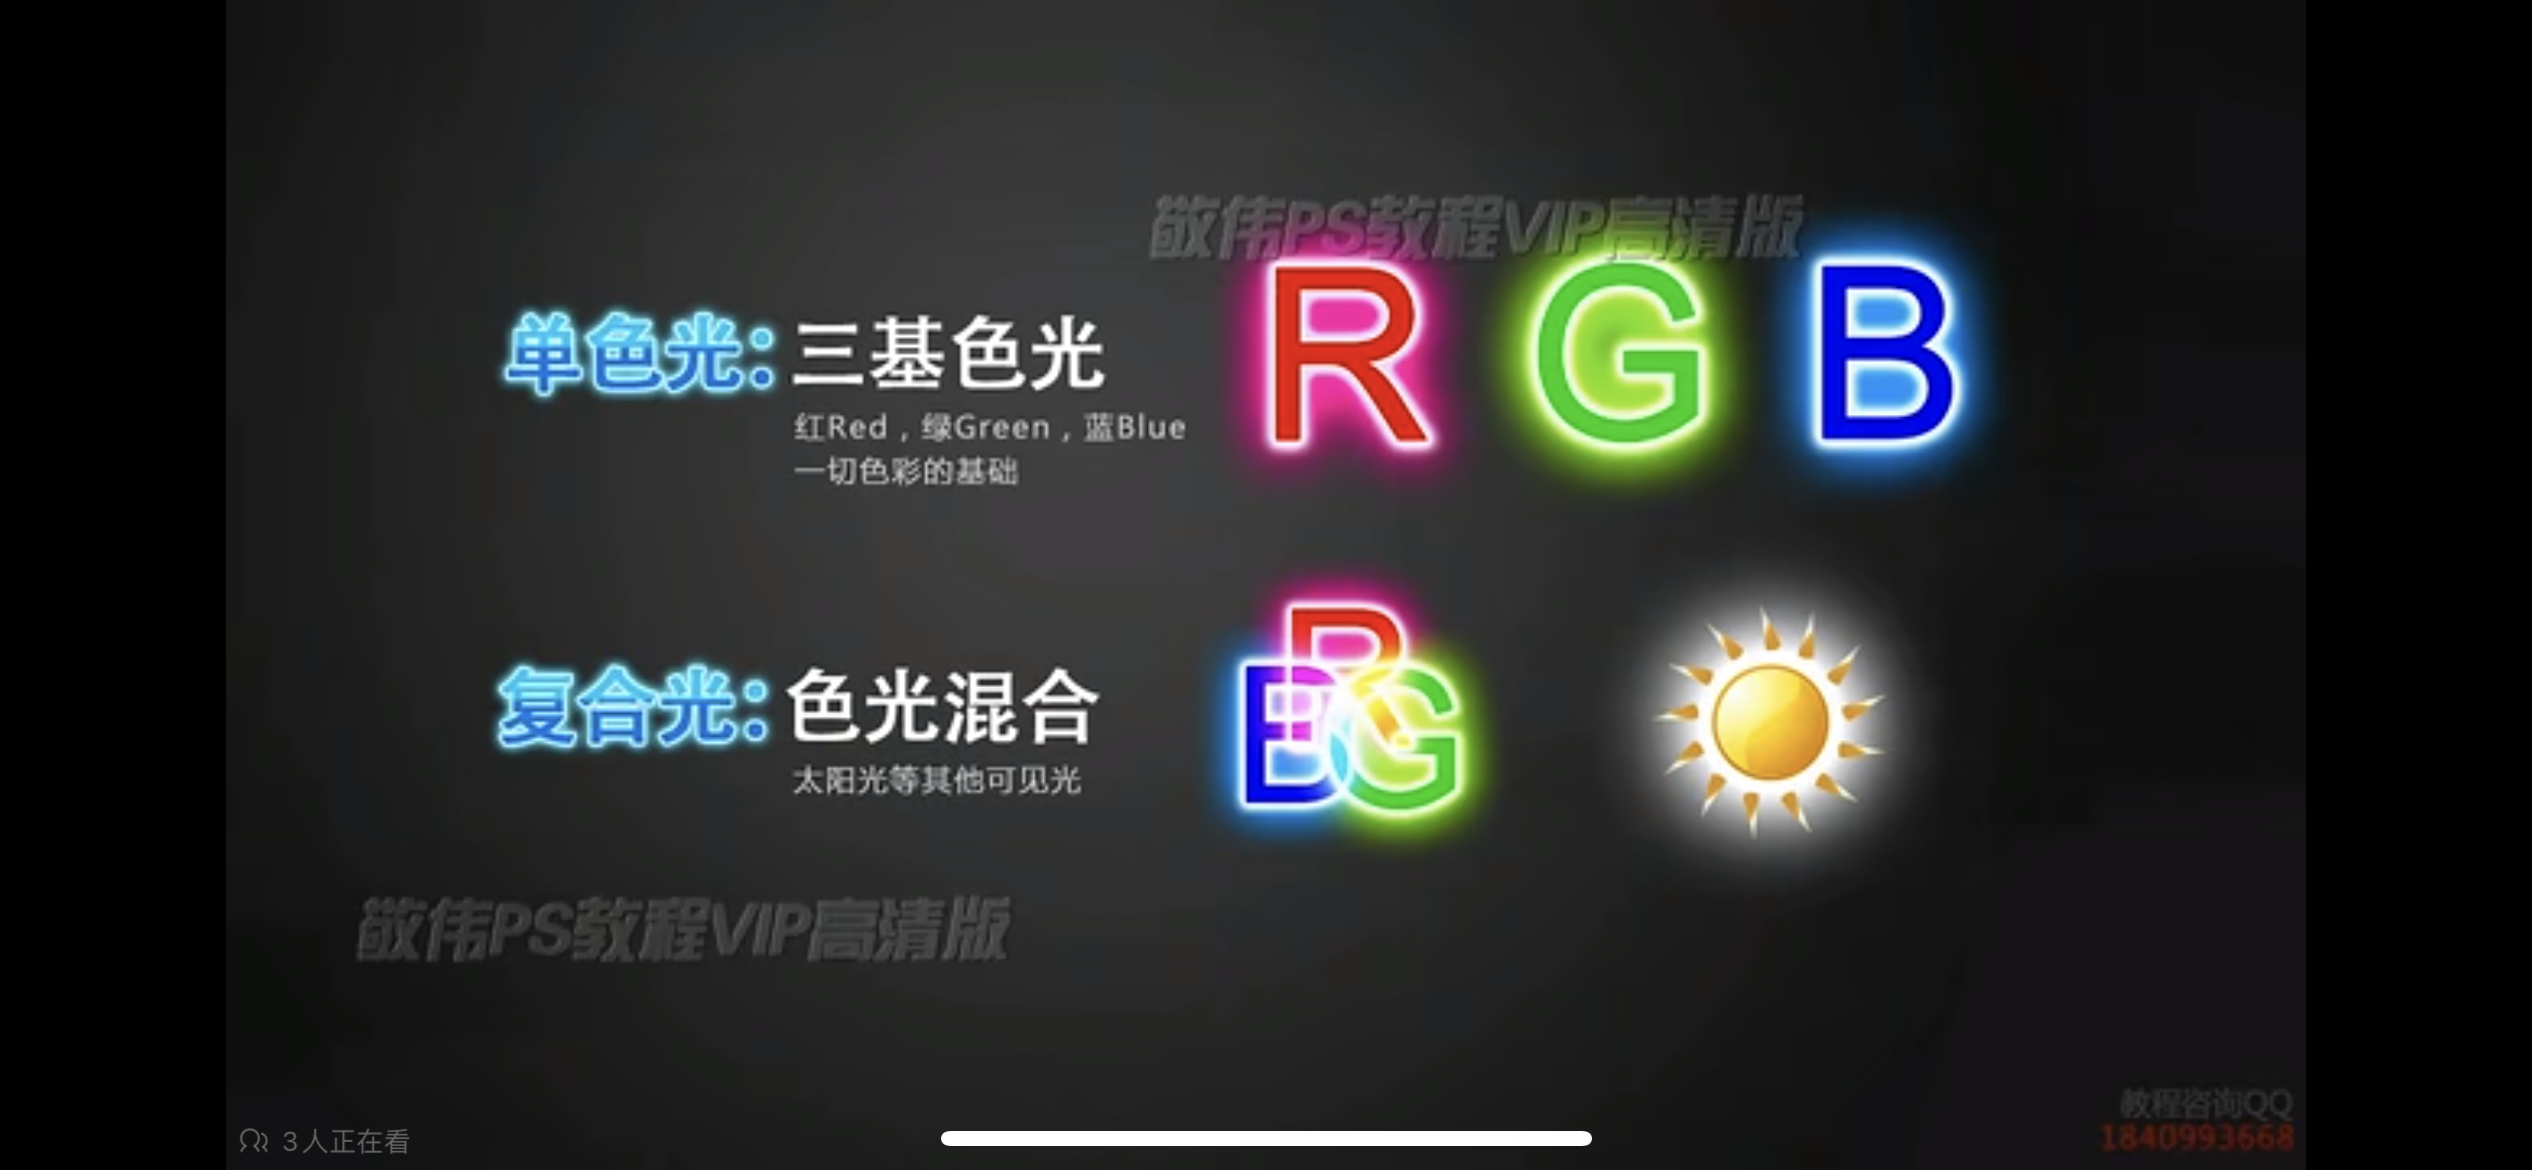 敬伟PS教程VIP高清版
R G B
单色光：三基色光
红Red，绿Green，蓝Blue
一切色彩的基础
R
B G
复合光：色光混合
太阳光等其他可见光
敬伟PS教程VIP高清版
教程咨询QQ
1840993668
3人正在看